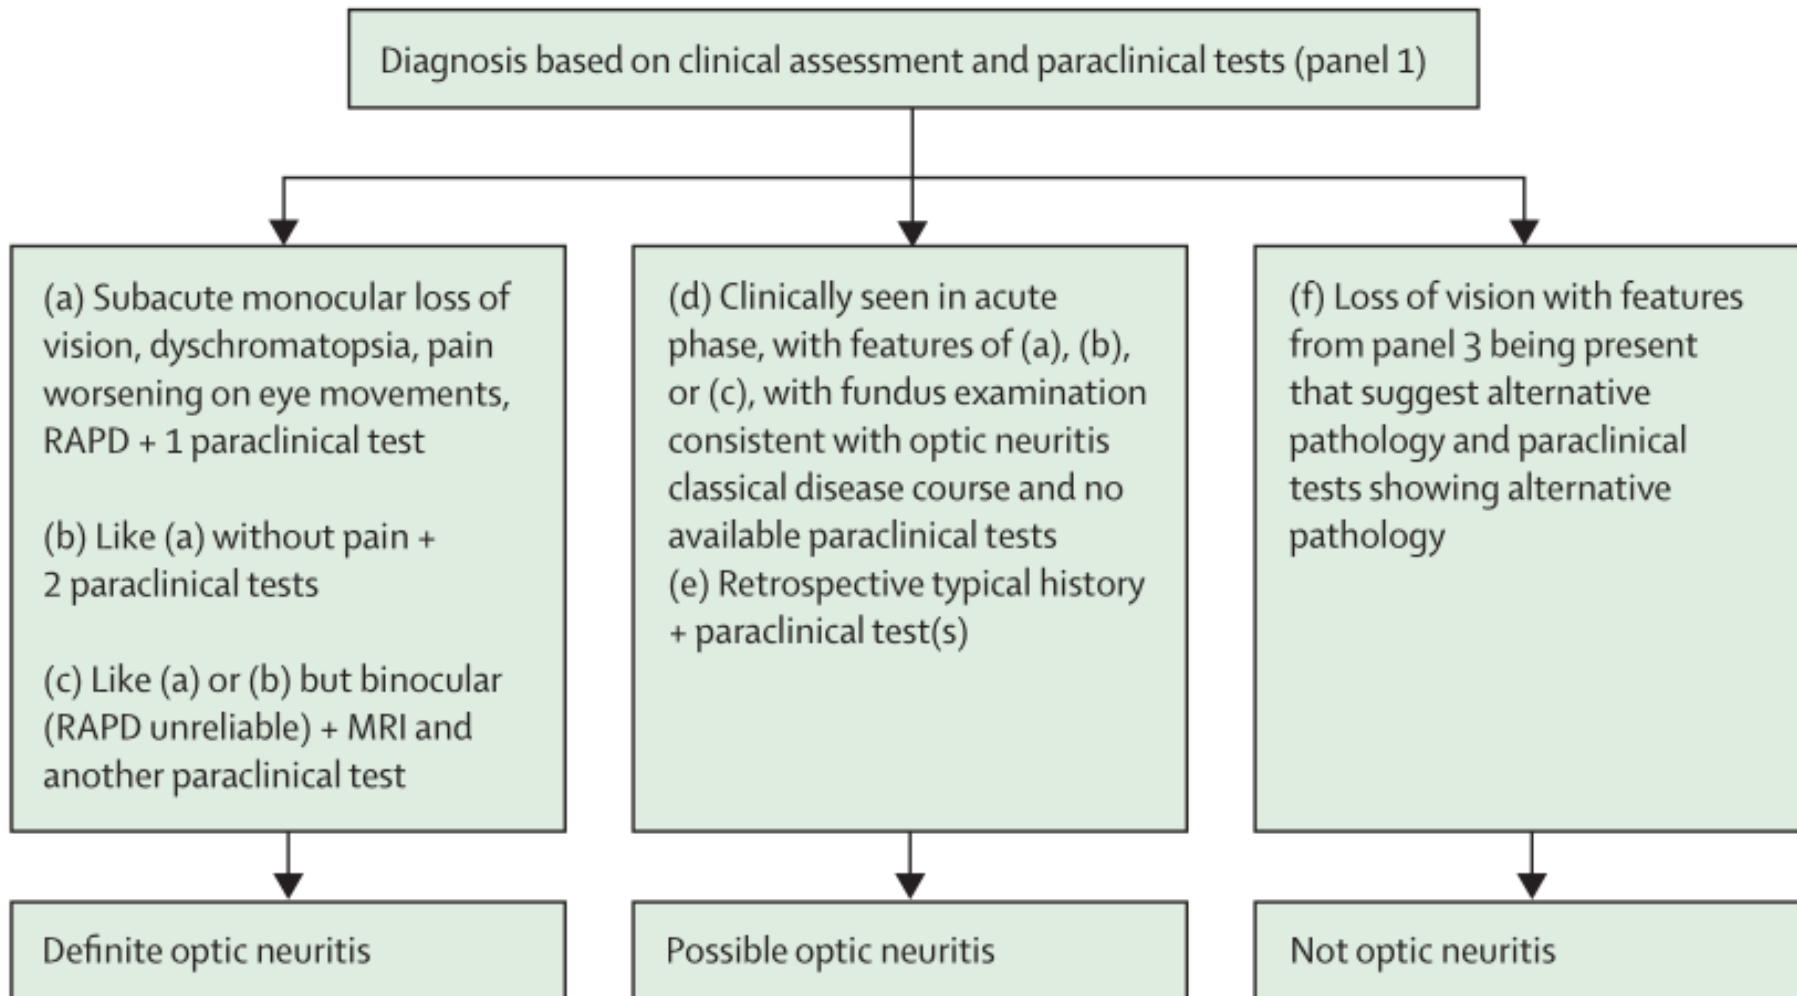 Diagnosis based on clinical assessment and paraclinical tests (panel 1)
(a) Subacute monocular loss of
vision, dyschromatopsia, pain
worsening on eye movements,
RAPD + 1 paraclinical test
(b) Like (a) without pain +
2 paraclinical tests
(c) Like (a) or (b) but binocular
(RAPD unreliable) + MRI and
another paraclinical test
(d) Clinically seen in acute
phase, with features of (a), (b),
or (c), with fundus examination
consistent with optic neuritis
classical disease course and no
available paraclinical tests
(e) Retrospective typical history
+ paraclinical test(s)
(f) Loss of vision with features
from panel 3 being present
that suggest alternative
pathology and paraclinical
tests showing alternative
pathology
Definite optic neuritis
Possible optic neuritis
Not optic neuritis